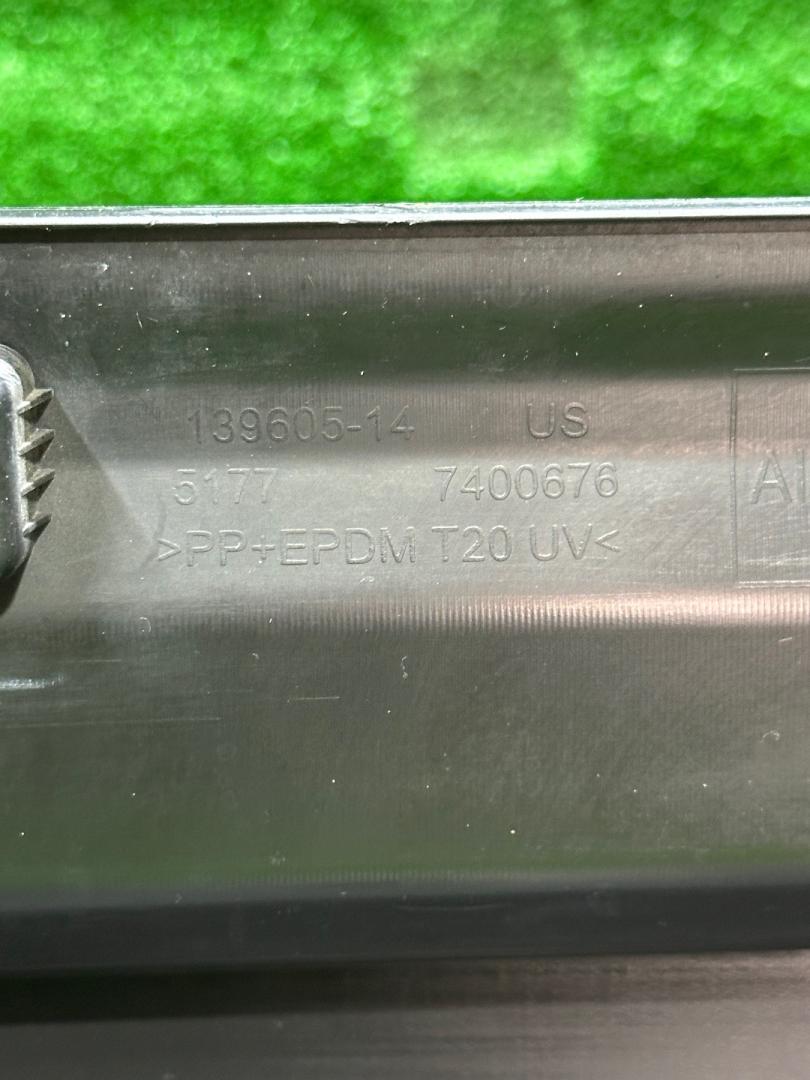 139605-14 US
5177 7400676
>PP+EPDM T20 UV<